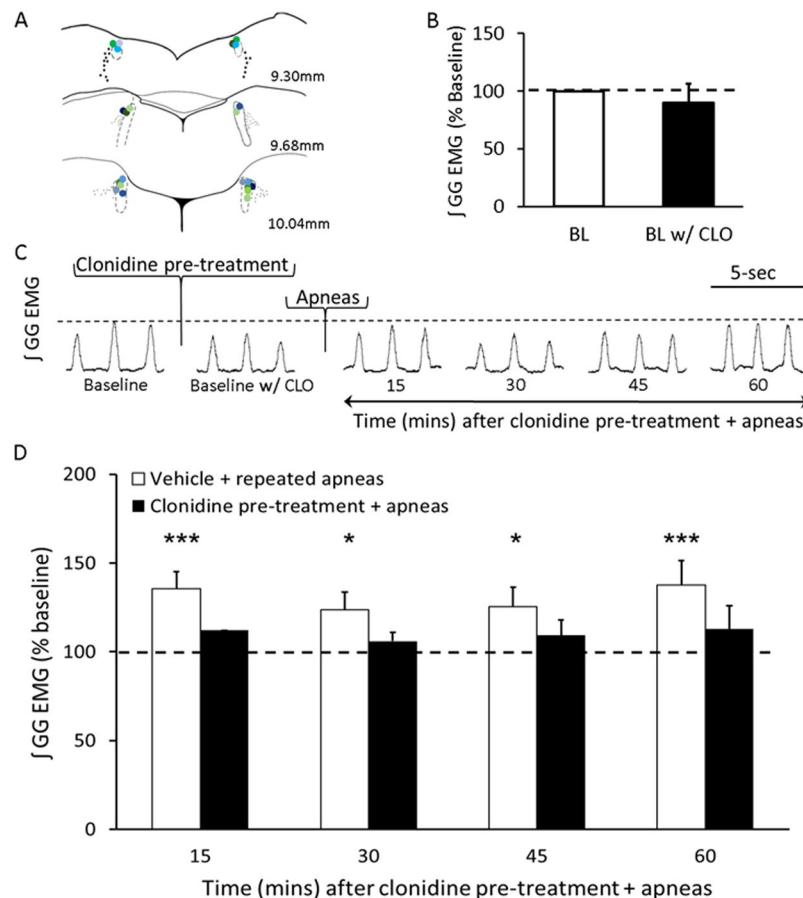 A
9.30mm
9.68mm
10.04mm
B
∫ GG EMG (% Baseline)
150
100
50
0
BL
BL w/ CLO
C
Clonidine pre-treatment
Apneas
5-sec
∫ GG EMG
Baseline
Baseline w/ CLO
15
30
45
60
Time (mins) after clonidine pre-treatment + apneas
D
Vehicle + repeated apneas
Clonidine pre-treatment + apneas
∫ GG EMG (% baseline)
200
150
100
50
0
***
*
*
***
15
30
45
60
Time (mins) after clonidine pre-treatment + apneas